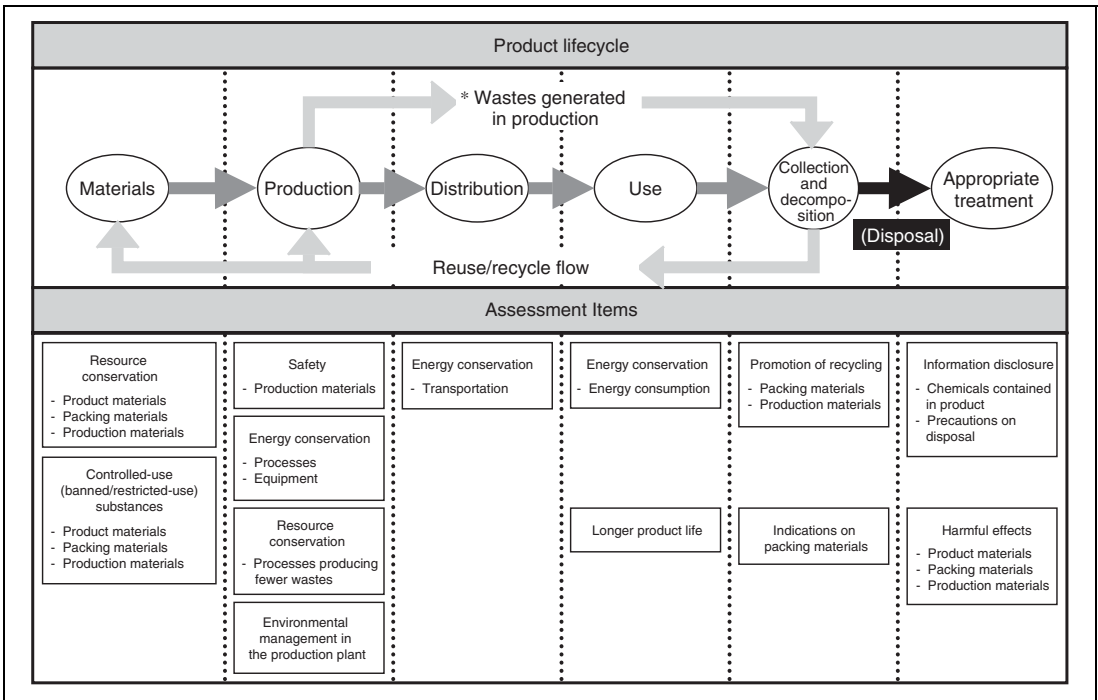 Product lifecycle
* Wastes generated
in production
Materials
Production
Distribution
Use
Collection
and
decompo-
sition
Appropriate
treatment
(Disposal)
Reuse/recycle flow
Assessment Items
Resource
conservation
- Product materials
- Packing materials
- Production materials
Controlled-use
(banned/restricted-use)
substances
- Product materials
- Packing materials
- Production materials
Safety
- Production materials
Energy conservation
- Processes
- Equipment
Resource
conservation
- Processes producing
fewer wastes
Environmental
management in
the production plant
Energy conservation
- Transportation
Energy conservation
- Energy consumption
Longer product life
Promotion of recycling
- Packing materials
- Production materials
Indications on
packing materials
Information disclosure
- Chemicals contained
in product
- Precautions on
disposal
Harmful effects
- Product materials
- Packing materials
- Production materials